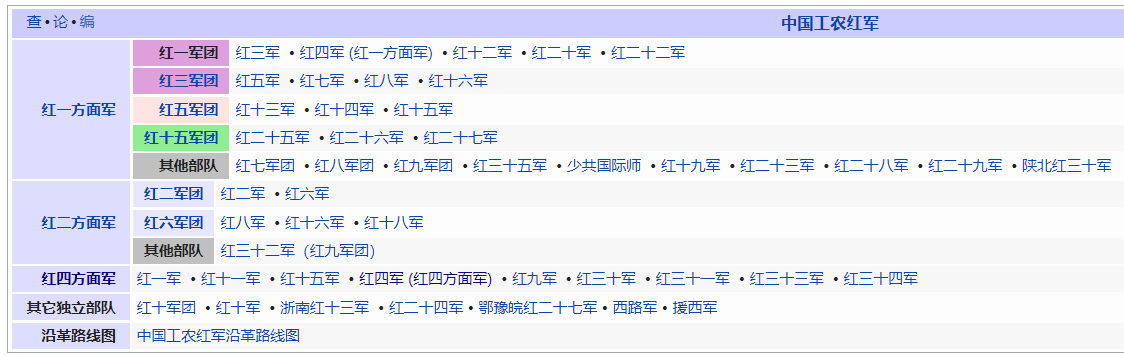 查 • 论 • 编 中国工农红军
红一方面军
红一军团 红三军 • 红四军 (红一方面军) • 红十二军 • 红二十军 • 红二十二军
红三军团 红五军 • 红七军 • 红八军 • 红十六军
红五军团 红十三军 • 红十四军 • 红十五军
红十五军团 红二十五军 • 红二十六军 • 红二十七军
其他部队 红七军团 • 红八军团 • 红九军团 • 红三十五军 • 少共国际师 • 红十九军 • 红二十三军 • 红二十八军 • 红二十九军 • 陕北红三十军
红二方面军
红二军团 红二军 • 红六军
红六军团 红八军 • 红十六军 • 红十八军
其他部队 红三十二军（红九军团）
红四方面军 红一军 • 红十一军 • 红十五军 • 红四军 (红四方面军) • 红九军 • 红三十军 • 红三十一军 • 红三十三军 • 红三十四军
其它独立部队 红十军团 • 红十军 • 浙南红十三军 • 红二十四军 • 鄂豫皖红二十七军 • 西路军 • 援西军
沿革路线图 中国工农红军沿革路线图